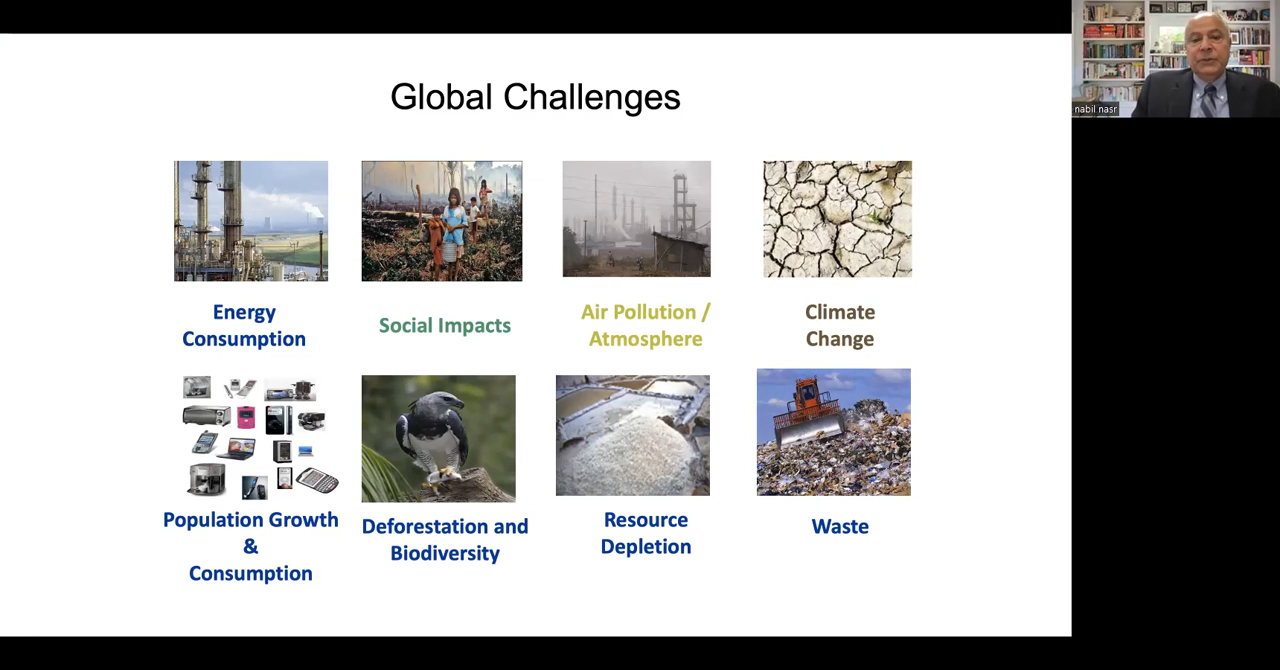 Global Challenges
nabil nasr
Energy
Consumption
Social Impacts
Air Pollution /
Atmosphere
Climate
Change
Population Growth
&
Consumption
Deforestation and
Biodiversity
Resource
Depletion
Waste